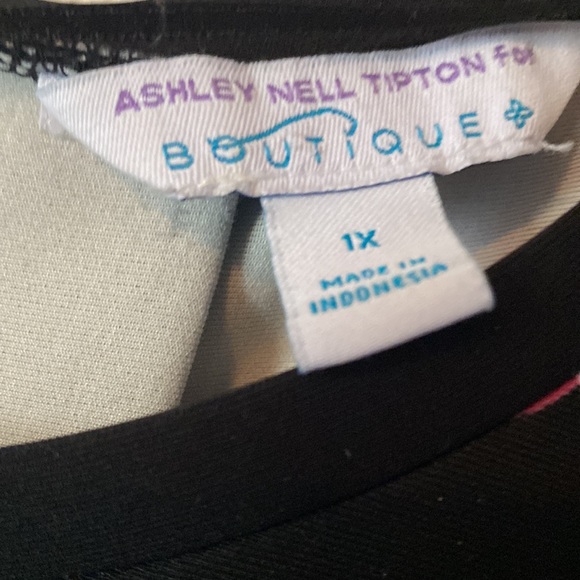 ASHLEY NELL TIPTON for
BOUTIQUE +
1X
MADE IN
INDONESIA